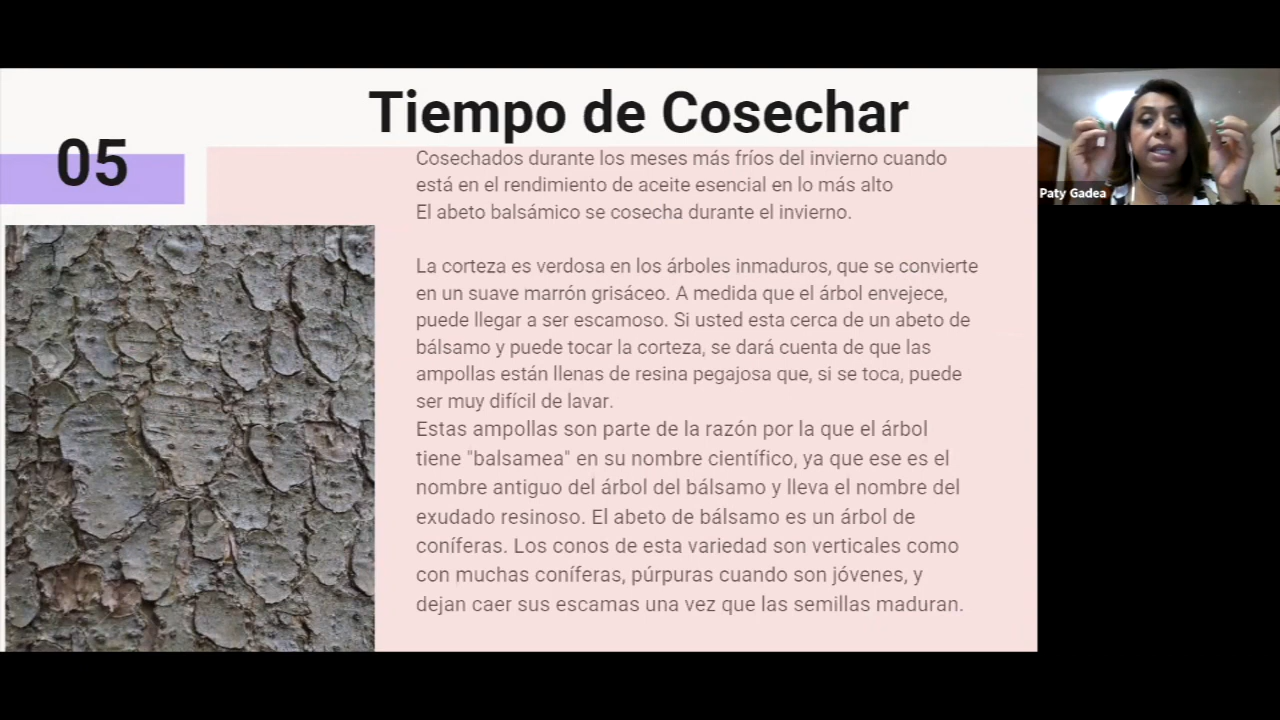 Tiempo de Cosechar
05
Cosechados durante los meses más fríos del invierno cuando
está en el rendimiento de aceite esencial en lo más alto
El abeto balsámico se cosecha durante el invierno.
La corteza es verdosa en los árboles inmaduros, que se convierte
en un suave marrón grisáceo. A medida que el árbol envejece,
puede llegar a ser escamoso. Si usted esta cerca de un abeto de
bálsamo y puede tocar la corteza, se dará cuenta de que las
ampollas están llenas de resina pegajosa que, si se toca, puede
ser muy difícil de lavar.
Estas ampollas son parte de la razón por la que el árbol
tiene "balsamea" en su nombre científico, ya que ese es el
nombre antiguo del árbol del bálsamo y lleva el nombre del
exudado resinoso. El abeto de bálsamo es un árbol de
coníferas. Los conos de esta variedad son verticales como
con muchas coníferas, púrpuras cuando son jóvenes, y
dejan caer sus escamas una vez que las semillas maduran.
Paty Gadea